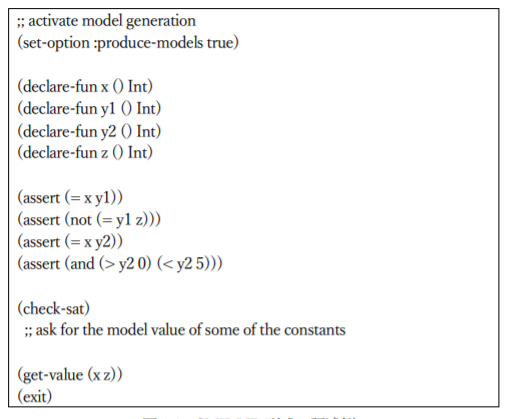 ;; activate model generation
(set-option :produce-models true)
(declare-fun x () Int)
(declare-fun y1 () Int)
(declare-fun y2 () Int)
(declare-fun z () Int)
(assert (= x y1))
(assert (not (= y1 z)))
(assert (= x y2))
(assert (and (> y2 0) (< y2 5)))
(check-sat)
;; ask for the model value of some of the constants
(get-value (x z))
(exit)